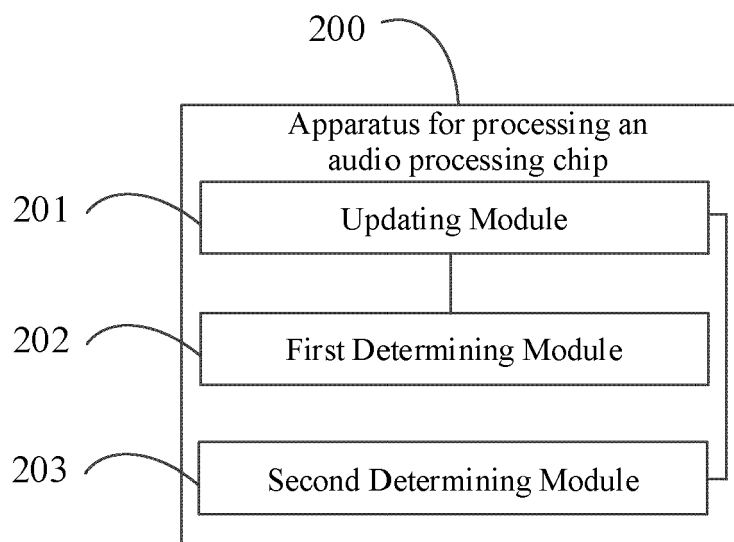 200
Apparatus for processing an
audio processing chip
201
Updating Module
202
First Determining Module
203
Second Determining Module